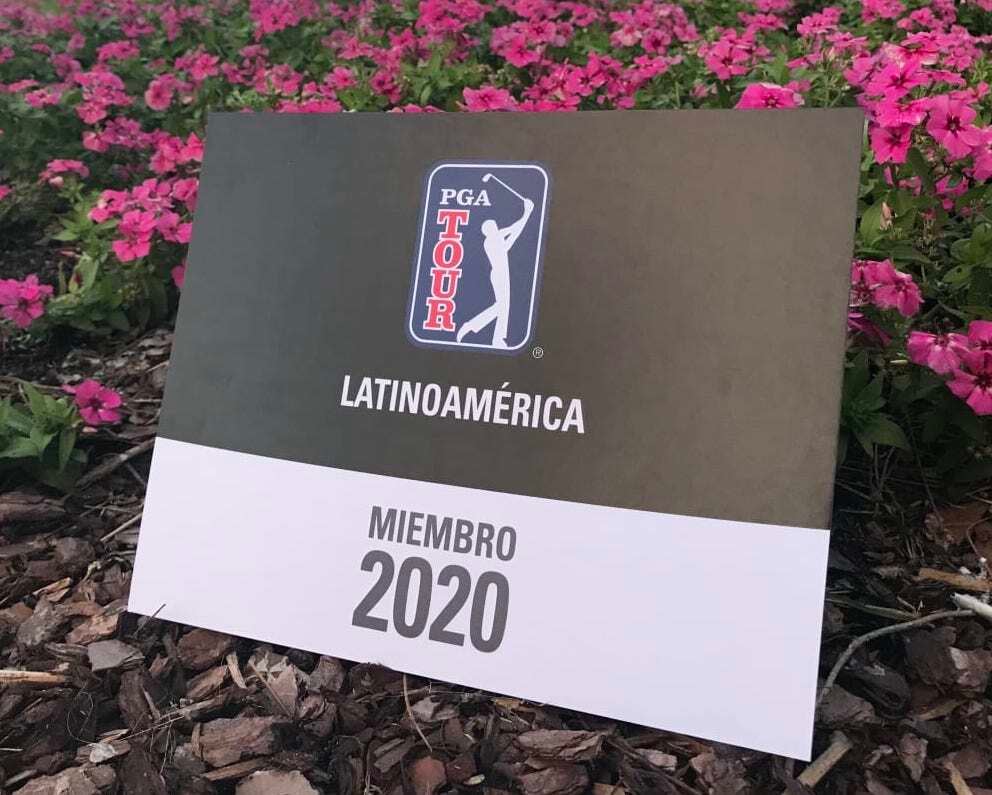 PGA
TOUR
®
LATINOAMÉRICA
MIEMBRO
2020